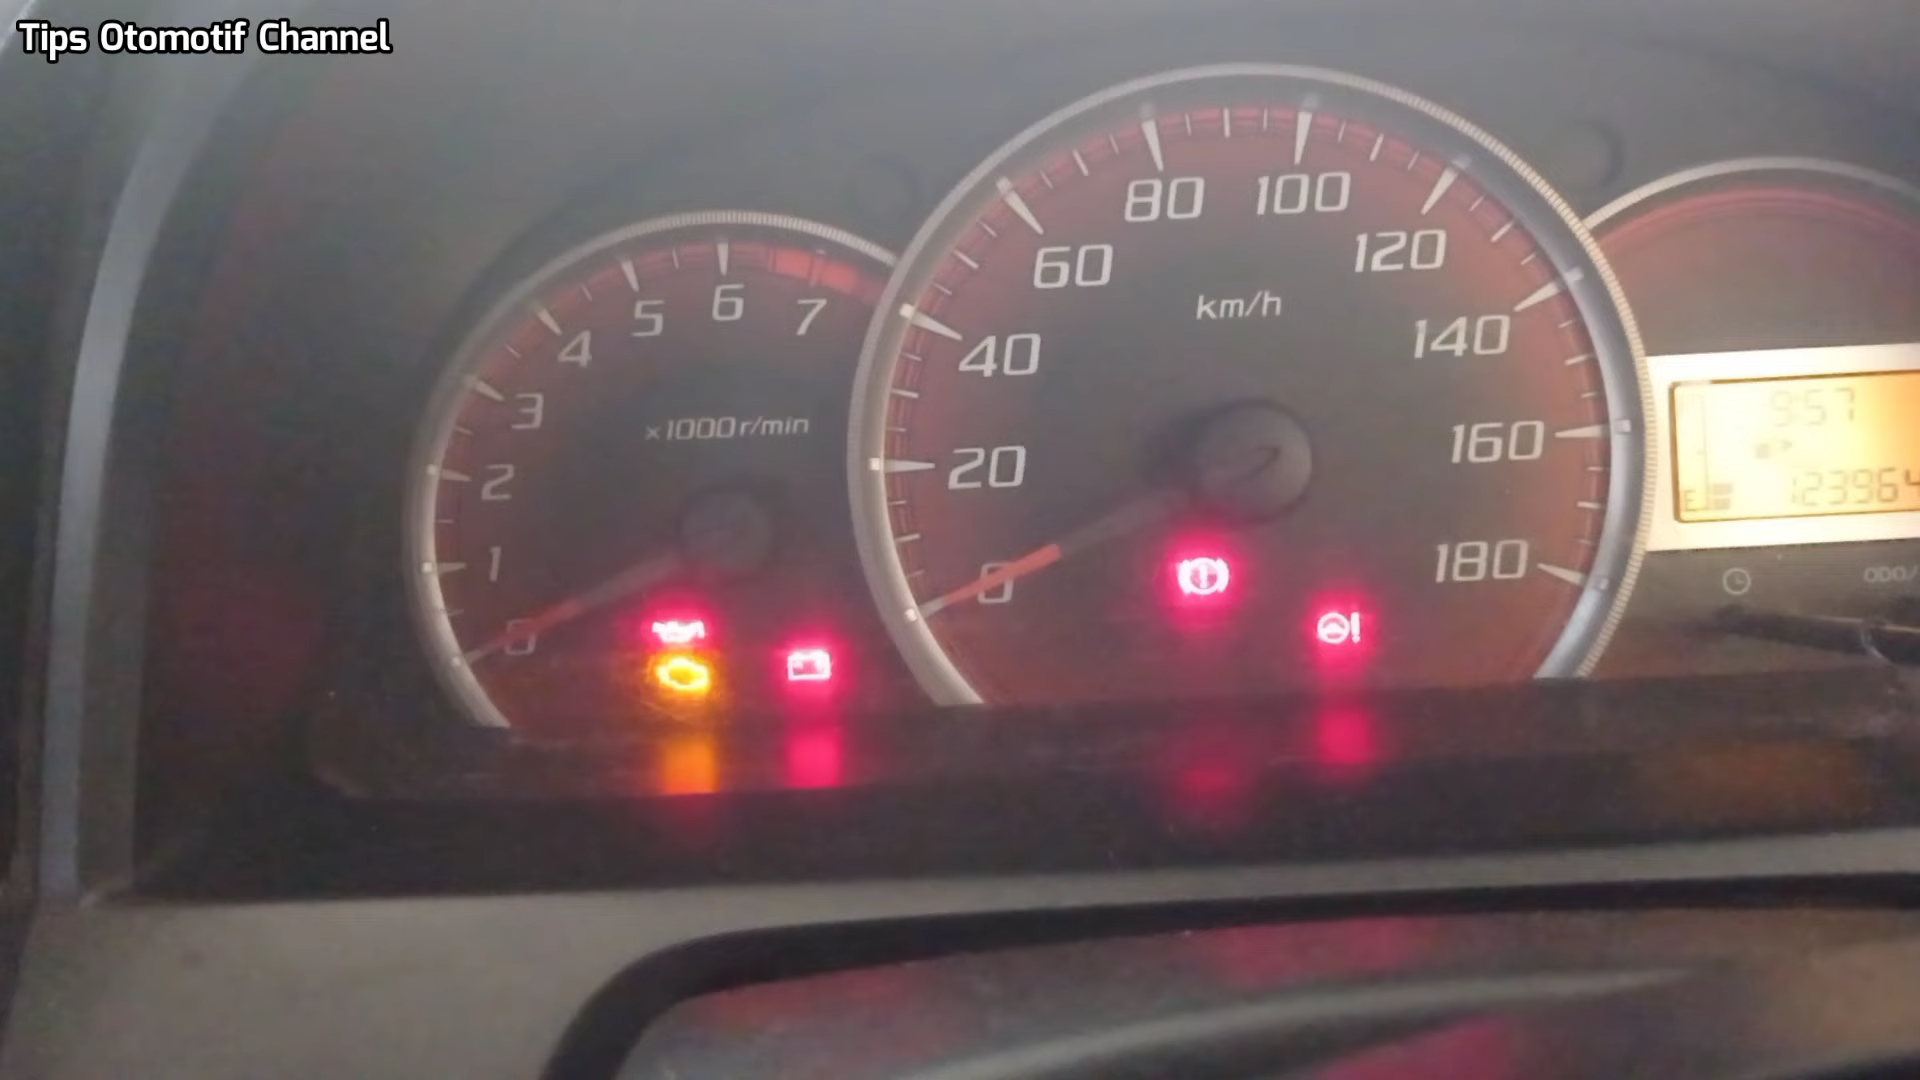 Tips Otomotif Channel
80 100
60 120
5 6 7 km/h
4 40 140
3 5:57
×1000r/min
2 20 160 123964
1 180
0 0
ODO/
E